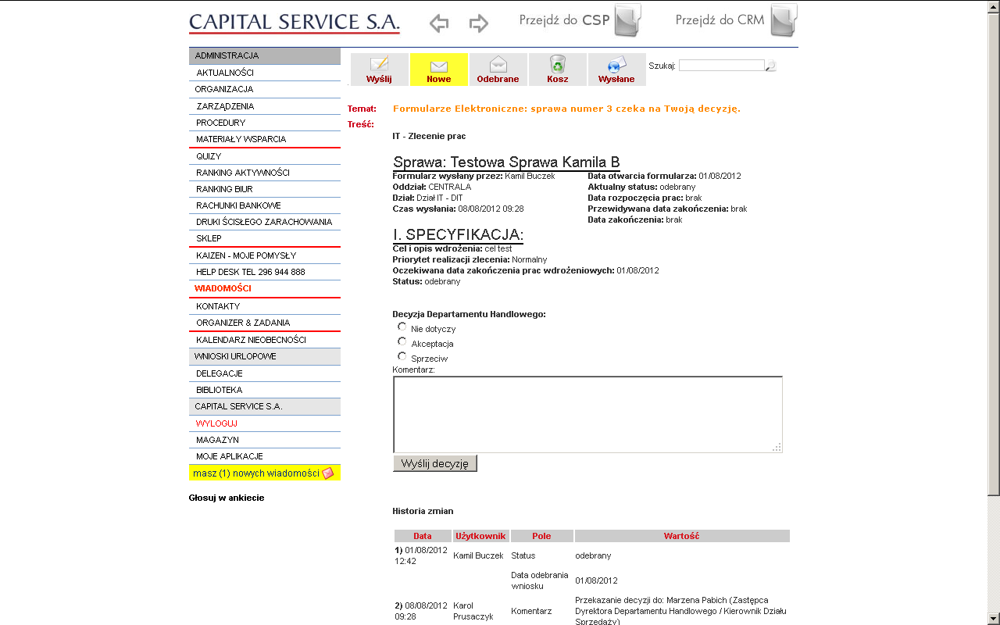 CAPITAL SERVICE S.A.
Przejdź do CSP
Przejdź do CRM
ADMINISTRACJA
AKTUALNOŚCI
ORGANIZACJA
ZARZĄDZENIA
PROCEDURY
MATERIAŁY WSPARCIA
QUIZY
RANKING AKTYWNOŚCI
RANKING BIUR
RACHUNKI BANKOWE
DRUKI ŚCISŁEGO ZARACHOWANIA
SKLEP
KAIZEN - MOJE POMYSŁY
HELP DESK TEL 296 944 888
WIADOMOŚCI
KONTAKTY
ORGANIZER & ZADANIA
KALENDARZ NIEOBECNOŚCI
WNIOSKI URLOPOWE
DELEGACJE
BIBLIOTEKA
CAPITAL SERVICE S.A.
WYLOGUJ
MAGAZYN
MOJE APLIKACJE
masz (1) nowych wiadomości
Głosuj w ankiecie
Wyślij
Nowe
Odebrane
Kosz
Wysłane
Szukaj:
Temat: Formularze Elektroniczne: sprawa numer 3 czeka na Twoją decyzję.
Treść:
IT - Zlecenie prac
Sprawa: Testowa Sprawa Kamila B
Formularz wysłany przez: Kamil Buczek
Oddział: CENTRALA
Dział: Dział IT - DIT
Czas wysłania: 08/08/2012 09:28
Data otwarcia formularza: 01/08/2012
Aktualny status: odebrany
Data rozpoczęcia prac: brak
Przewidywana data zakończenia: brak
Data zakończenia: brak
I. SPECYFIKACJA:
Cel i opis wdrożenia: cel test
Priorytet realizacji zlecenia: Normalny
Oczekiwana data zakończenia prac wdrożeniowych: 01/08/2012
Status: odebrany
Decyzja Departamentu Handlowego:
Nie dotyczy
Akceptacja
Sprzeciw
Komentarz:
Wyślij decyzję
Historia zmian
Data Użytkownik Pole Wartość
1) 01/08/2012 12:42 Kamil Buczek Status odebrany
Data odebrania wniosku 01/08/2012
2) 08/08/2012 09:28 Karol Prusaczyk Komentarz Przekazanie decyzji do: Marzena Pabich (Zastępca
Dyrektora Departamentu Handlowego / Kierownik Działu
Sprzedaży)